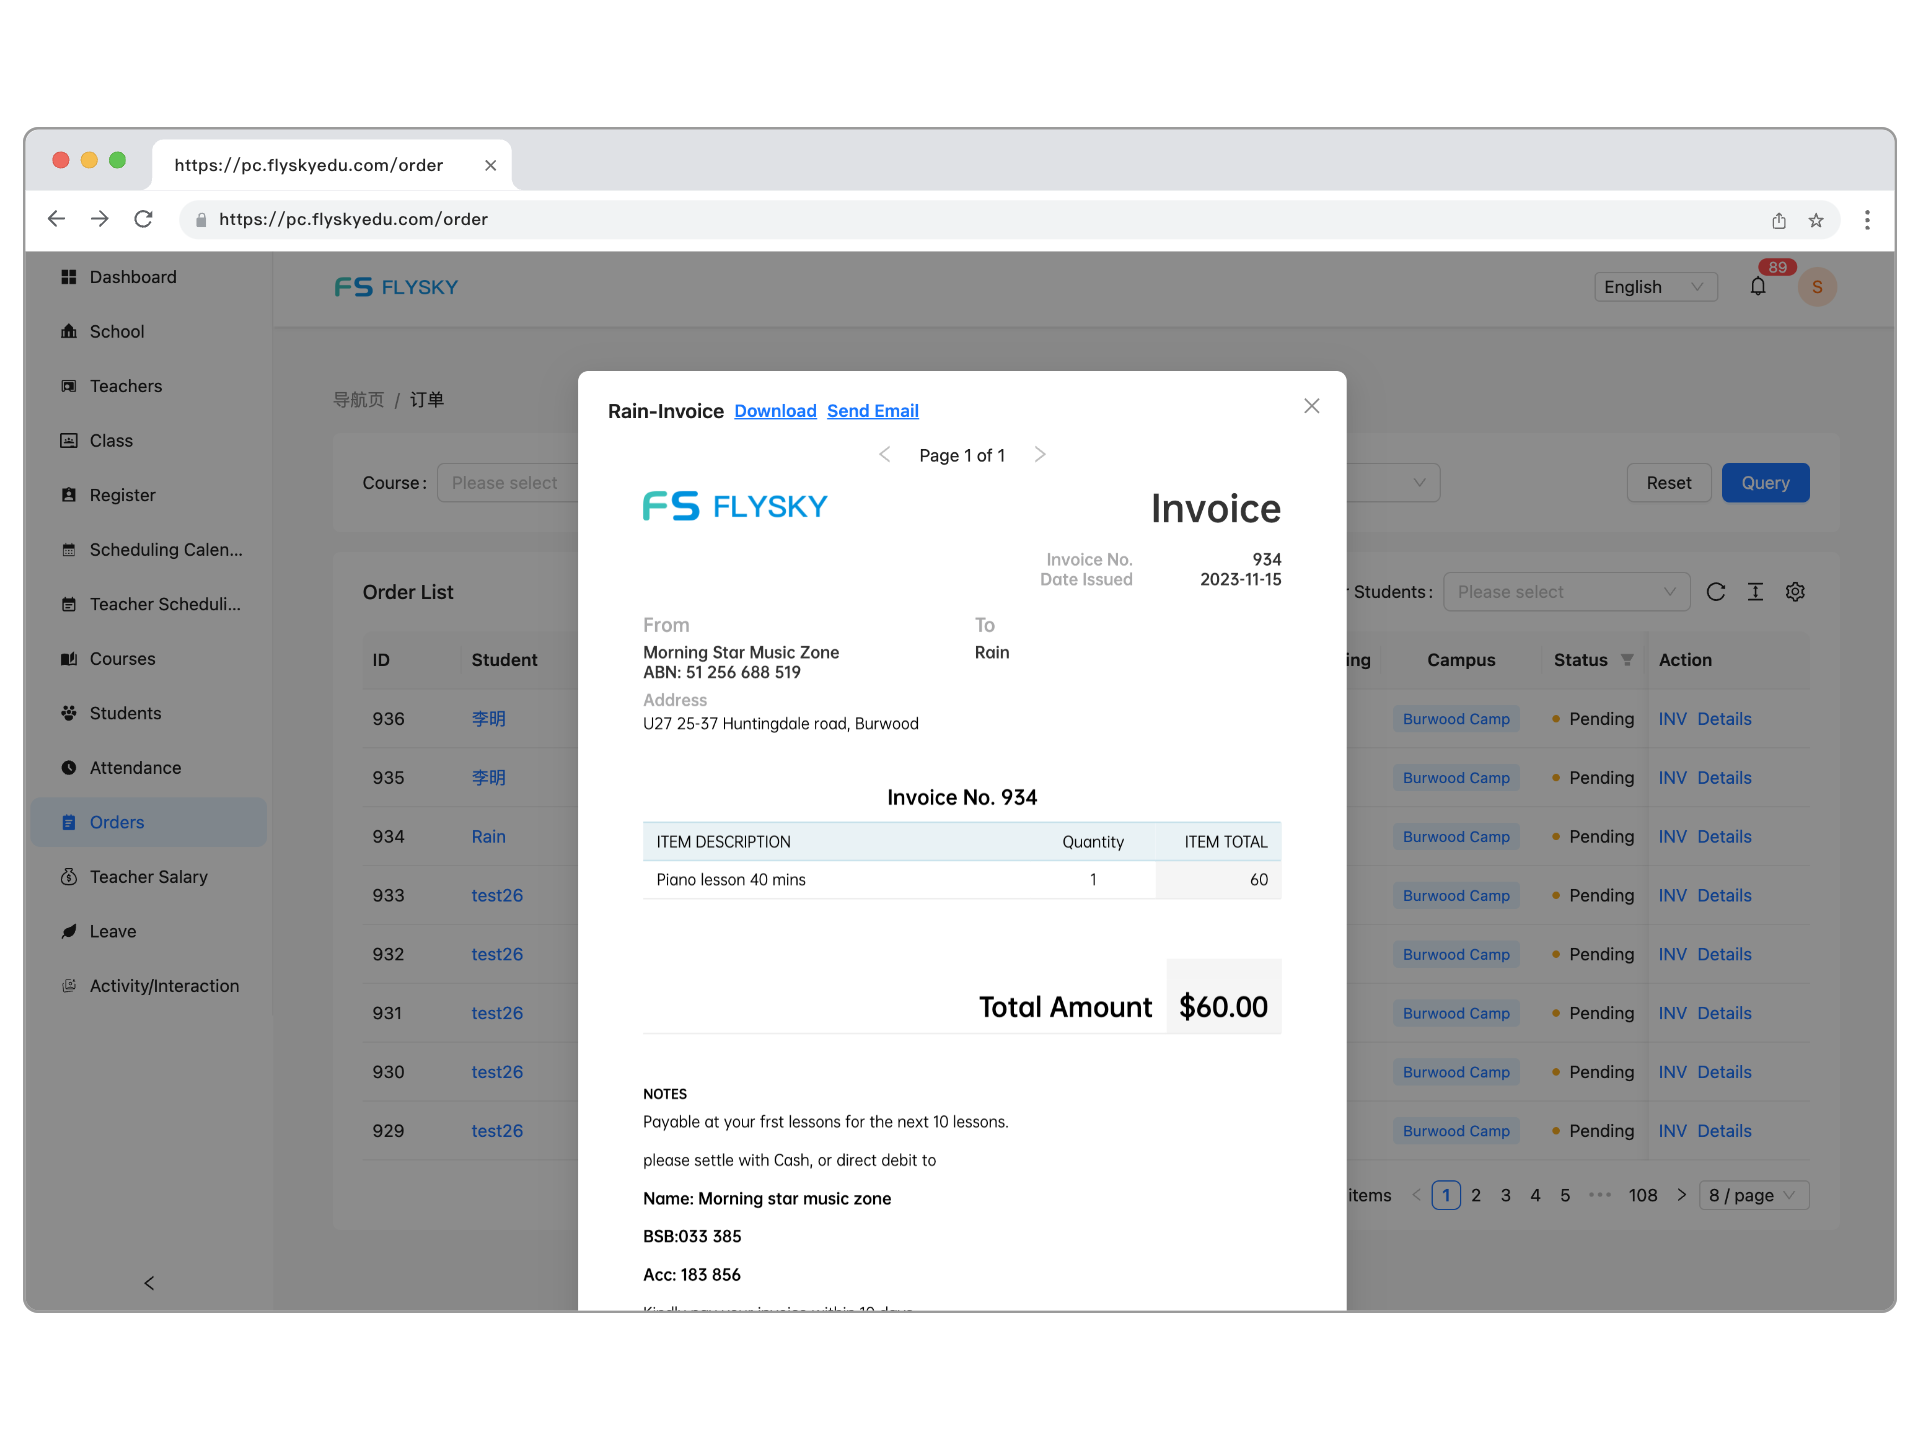 https://pc.flyskyedu.com/order
https://pc.flyskyedu.com/order
Dashboard
School
Teachers
Class
Register
Scheduling Calen...
Teacher Scheduli...
Courses
Students
Attendance
Orders
Teacher Salary
Leave
Activity/Interaction
FS FLYSKY
English
89
S
导航页 / 订单
Course: Please select
Reset Query
Order List
Students: Please select
ID Student ing Campus Status Action
936 李明 Burwood Camp Pending INV Details
935 李明 Burwood Camp Pending INV Details
934 Rain Burwood Camp Pending INV Details
933 test26 Burwood Camp Pending INV Details
932 test26 Burwood Camp Pending INV Details
931 test26 Burwood Camp Pending INV Details
930 test26 Burwood Camp Pending INV Details
929 test26 Burwood Camp Pending INV Details
items 1 2 3 4 5 ••• 108 8 / page
Rain-Invoice Download Send Email
Page 1 of 1
FS FLYSKY Invoice
Invoice No. 934
Date Issued 2023-11-15
From To
Morning Star Music Zone Rain
ABN: 51 256 688 519
Address
U27 25-37 Huntingdale road, Burwood
Invoice No. 934
ITEM DESCRIPTION Quantity ITEM TOTAL
Piano lesson 40 mins 1 60
Total Amount $60.00
NOTES
Payable at your frst lessons for the next 10 lessons.
please settle with Cash, or direct debit to
Name: Morning star music zone
BSB:033 385
Acc: 183 856